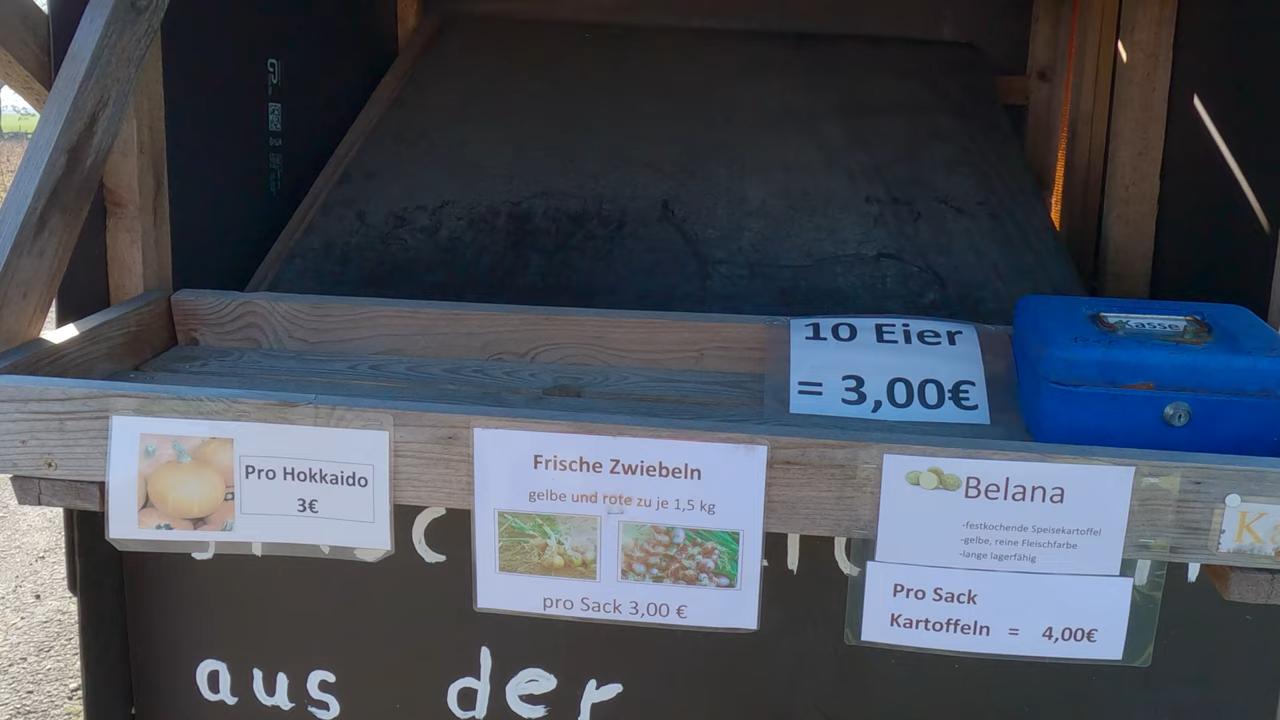 10 Eier
= 3,00€
Kasse
Pro Hokkaido
3€
Frische Zwiebeln
gelbe und rote zu je 1,5 kg
pro Sack 3,00 €
Belana
-festkochende Speisekartoffel
-gelbe, reine Fleischfarbe
-lange lagerfähig
Pro Sack
Kartoffeln = 4,00€
aus der